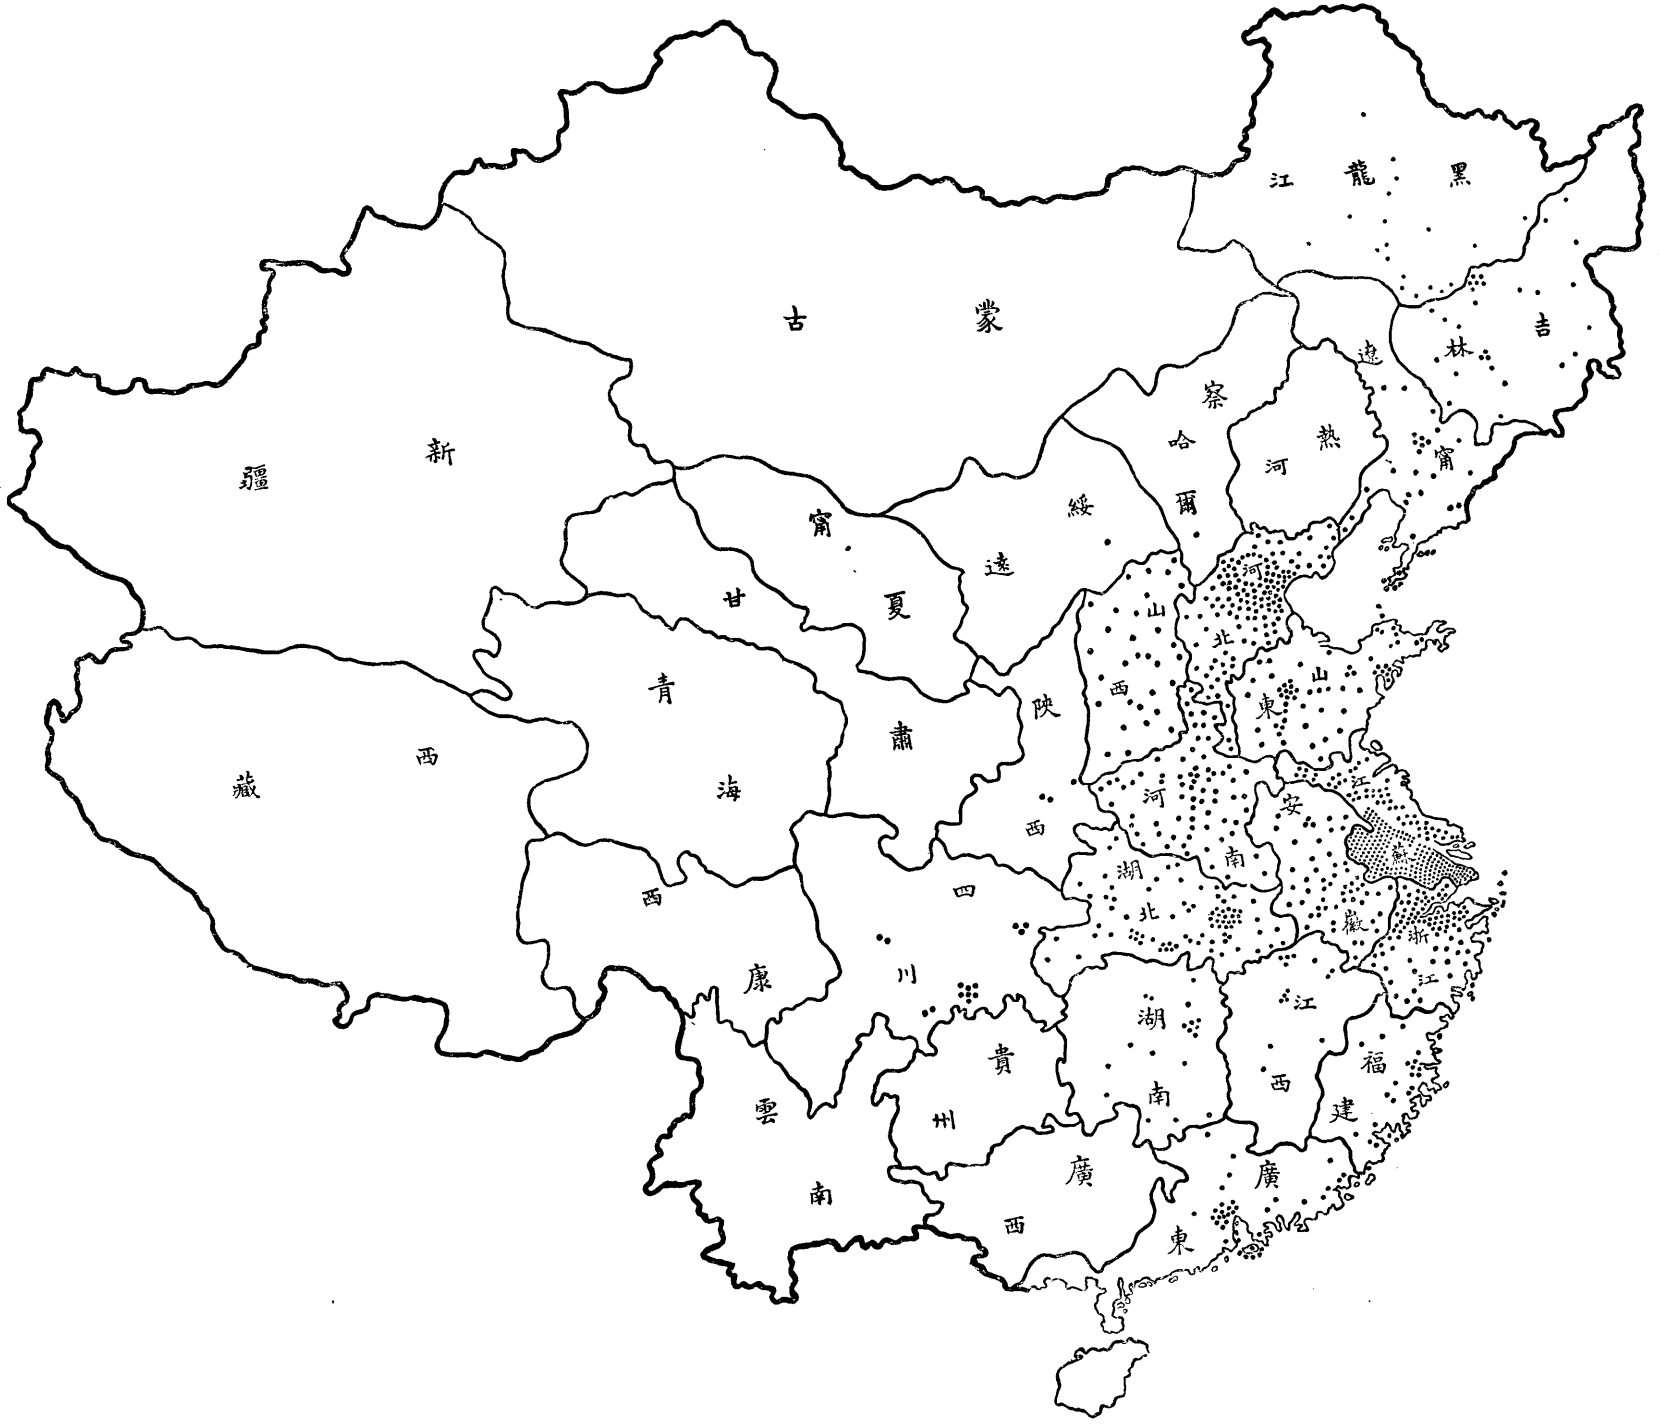 黑龍江
吉林
遼甯
熱河
察哈爾
蒙古
新疆
綏遠
甯夏
甘肅
青海
西藏
西康
陝西
山西
河北
山東
河南
江蘇
安徽
湖北
四川
浙江
江西
湖南
貴州
福建
雲南
廣西
廣東